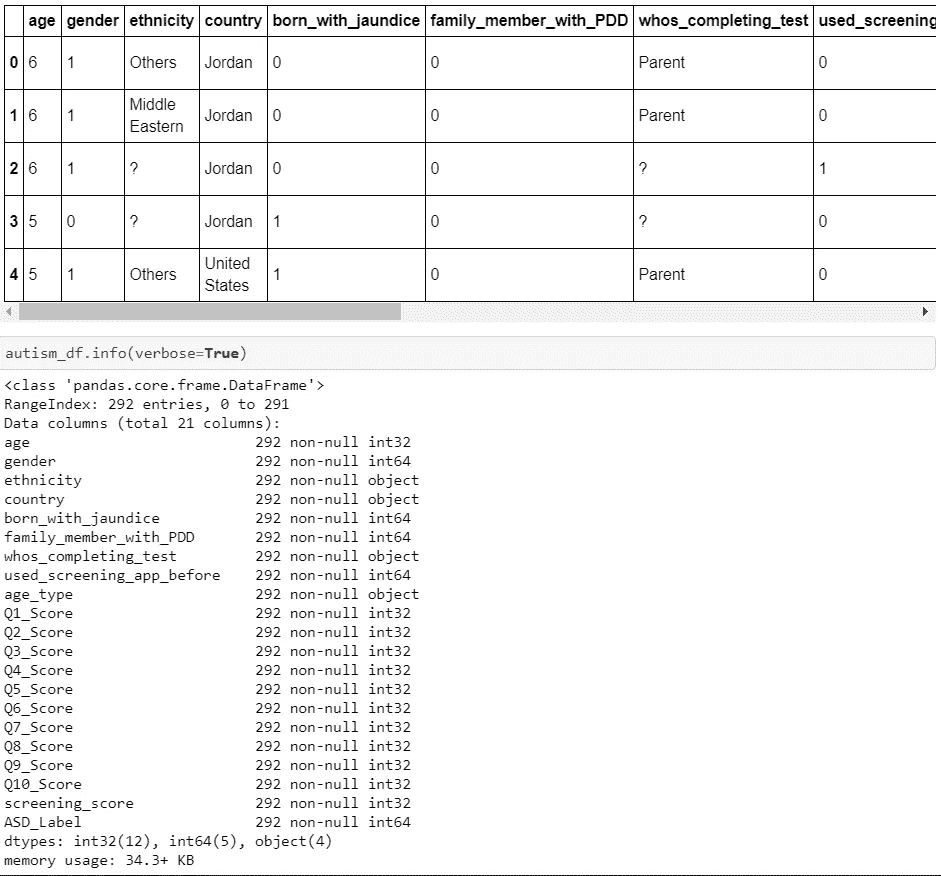 age gender ethnicity country born_with_jaundice family_member_with_PDD whos_completing_test used_screening
0 6 1 Others Jordan 0 0 Parent 0
1 6 1 Middle Eastern Jordan 0 0 Parent 0
2 6 1 ? Jordan 0 0 ? 1
3 5 0 ? Jordan 1 0 ? 0
4 5 1 Others United States 1 0 Parent 0
autism_df.info(verbose=True)
<class 'pandas.core.frame.DataFrame'>
RangeIndex: 292 entries, 0 to 291
Data columns (total 21 columns):
age 292 non-null int32
gender 292 non-null int64
ethnicity 292 non-null object
country 292 non-null object
born_with_jaundice 292 non-null int64
family_member_with_PDD 292 non-null int64
whos_completing_test 292 non-null object
used_screening_app_before 292 non-null int64
age_type 292 non-null object
Q1_Score 292 non-null int32
Q2_Score 292 non-null int32
Q3_Score 292 non-null int32
Q4_Score 292 non-null int32
Q5_Score 292 non-null int32
Q6_Score 292 non-null int32
Q7_Score 292 non-null int32
Q8_Score 292 non-null int32
Q9_Score 292 non-null int32
Q10_Score 292 non-null int32
screening_score 292 non-null int32
ASD_Label 292 non-null int64
dtypes: int32(12), int64(5), object(4)
memory usage: 34.3+ KB